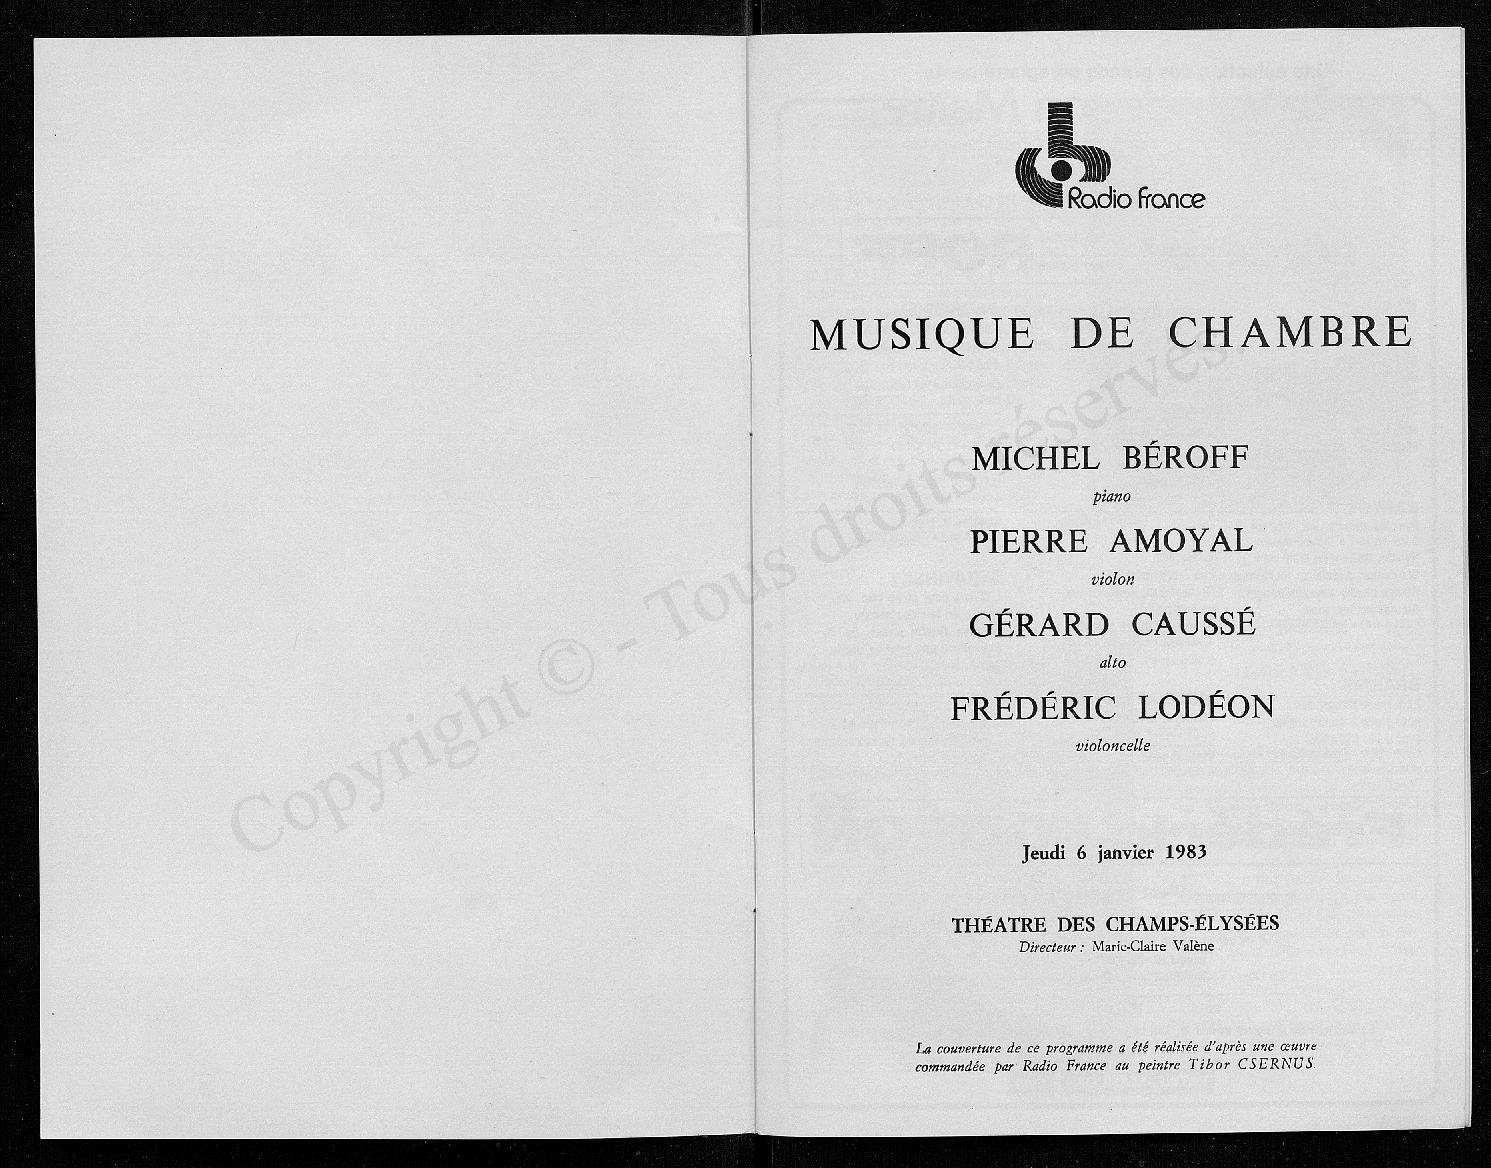 Radio France
MUSIQUE DE CHAMBRE
MICHEL BÉROFF
piano
PIERRE AMOYAL
violon
GÉRARD CAUSSÉ
alto
FRÉDÉRIC LODÉON
violoncelle
Jeudi 6 janvier 1983
THÉATRE DES CHAMPS-ÉLYSÉES
Directeur : Marie-Claire Valène
La couverture de ce programme a été réalisée d'après une œuvre
commandée par Radio France au peintre Tibor CSERNUS.
Copyright © - Tous droits réservés.